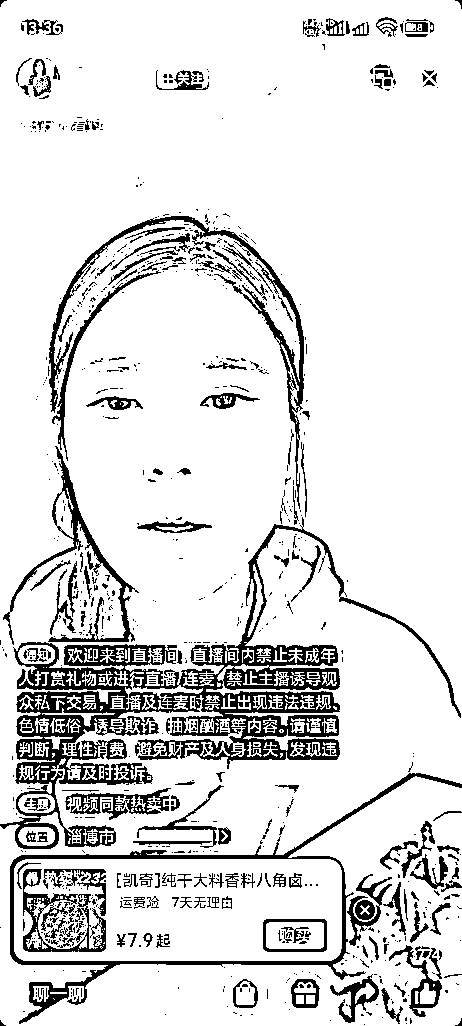 13:36
关注
通知 欢迎来到直播间，直播间内禁止未成年
人打赏礼物或进行直播/连麦，禁止主播诱导观
众私下交易，直播及连麦时禁止出现违法违规、
色情低俗、诱导欺诈、抽烟酗酒等内容，请谨慎
判断，理性消费，避免财产及人身损失，发现违
规行为请及时投诉。
主题 视频同款热卖中
位置 淄博市
[凯奇]纯干大料香料八角卤...
运费险 7天无理由
¥7.9起
购买
聊一聊